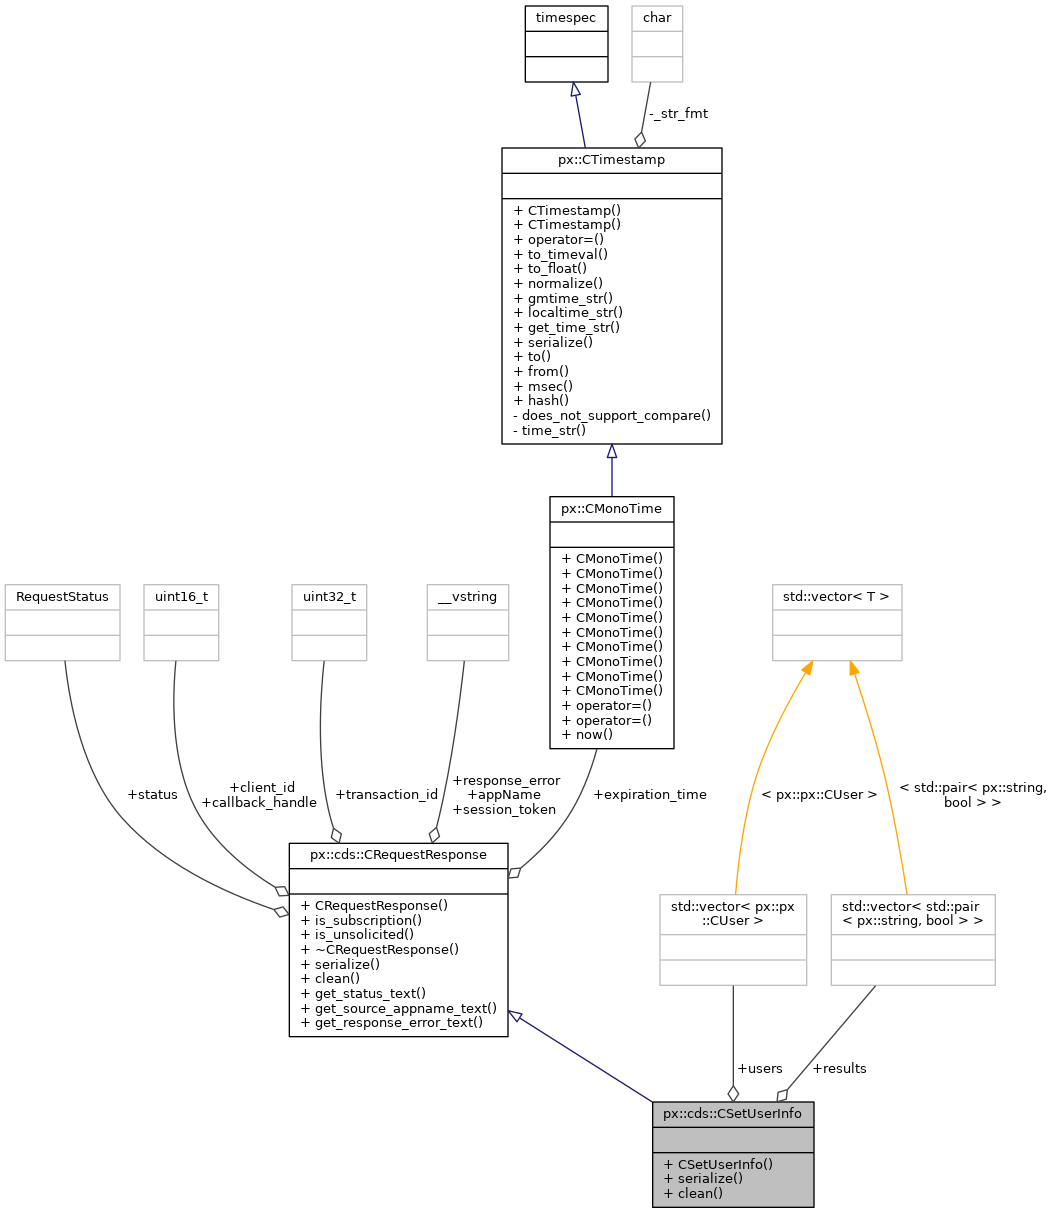 timespec
char
-_str_fmt
px::CTimestamp
+ CTimestamp()
+ CTimestamp()
+ operator=()
+ to_timeval()
+ to_float()
+ normalize()
+ gmtime_str()
+ localtime_str()
+ get_time_str()
+ serialize()
+ to()
+ from()
+ msec()
+ hash()
- does_not_support_compare()
- time_str()
px::CMonoTime
+ CMonoTime()
+ CMonoTime()
+ CMonoTime()
+ CMonoTime()
+ CMonoTime()
+ CMonoTime()
+ CMonoTime()
+ CMonoTime()
+ CMonoTime()
+ CMonoTime()
+ operator=()
+ operator=()
+ now()
RequestStatus
uint16_t
uint32_t
__vstring
std::vector< T >
+status
+client_id
+callback_handle
+transaction_id
+response_error
+appName
+session_token
+expiration_time
< px::px::CUser >
< std::pair< px::string,
bool > >
px::cds::CRequestResponse
+ CRequestResponse()
+ is_subscription()
+ is_unsolicited()
+ ~CRequestResponse()
+ serialize()
+ clean()
+ get_status_text()
+ get_source_appname_text()
+ get_response_error_text()
std::vector< px::px
::CUser >
std::vector< std::pair
< px::string, bool > >
+users
+results
px::cds::CSetUserInfo
+ CSetUserInfo()
+ serialize()
+ clean()